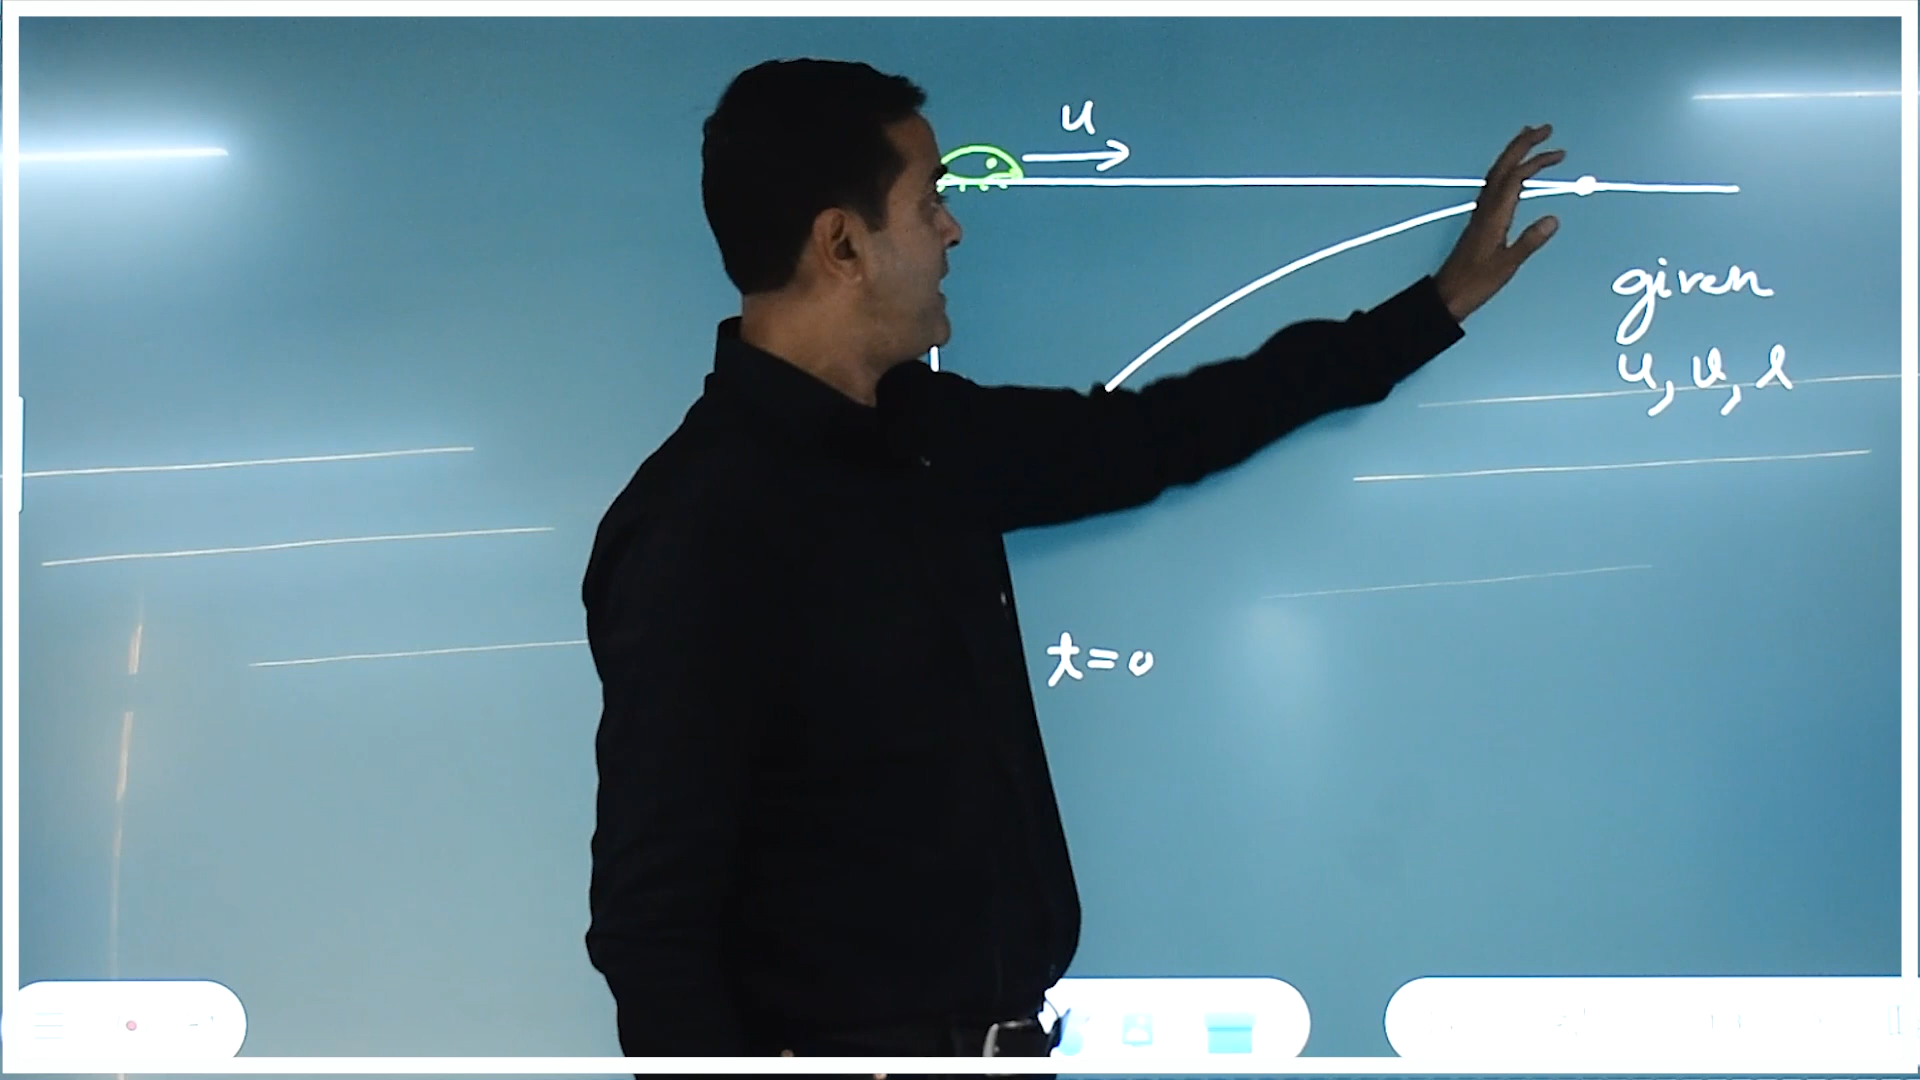 u
given
u, v, l
t=0